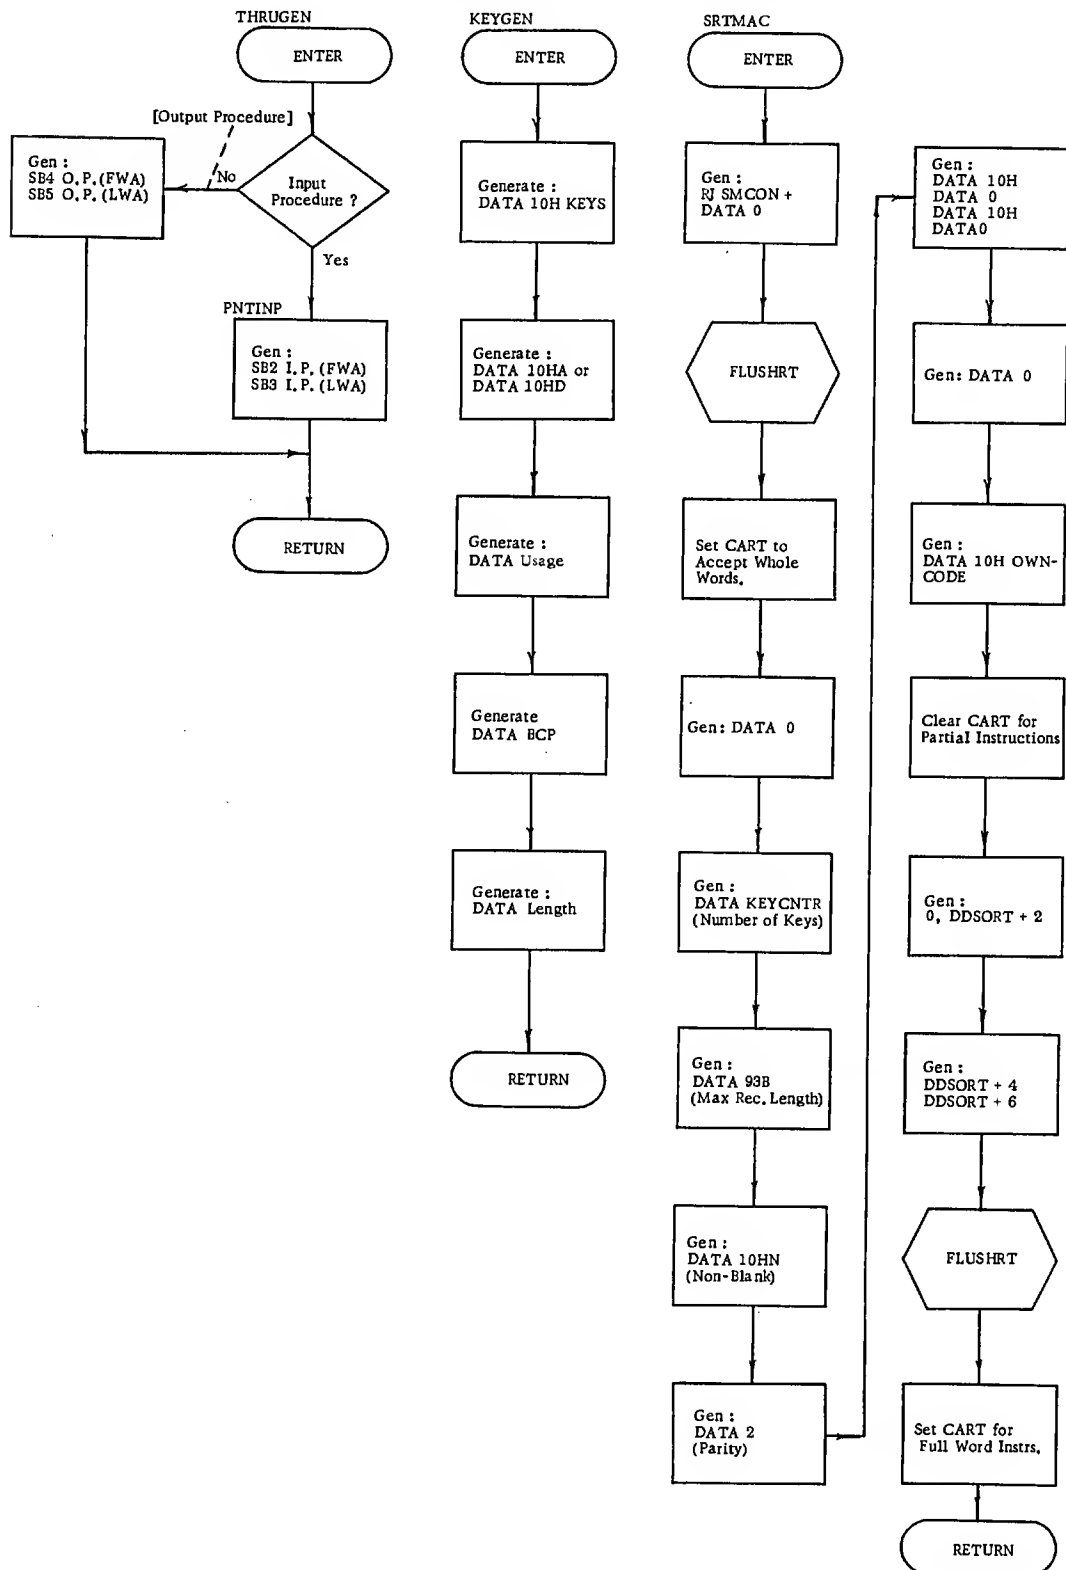 THRUGEN
ENTER
[Output Procedure]
Gen :
SB4 O.P. (FWA)
SB5 O.P. (LWA)
No
Input
Procedure ?
Yes
PNTINP
Gen :
SB2 I.P. (FWA)
SB3 I.P. (LWA)
RETURN
KEYGEN
ENTER
Generate :
DATA 10H KEYS
Generate :
DATA 10HA or
DATA 10HD
Generate :
DATA Usage
Generate
DATA BCP
Generate :
DATA Length
RETURN
SRTMAC
ENTER
Gen :
RJ SMCON +
DATA 0
FLUSHRT
Set CART to
Accept Whole
Words.
Gen: DATA 0
Gen :
DATA KEYCNTR
(Number of Keys)
Gen :
DATA 93B
(Max Rec. Length)
Gen :
DATA 10HN
(Non-Blank)
Gen :
DATA 2
(Parity)
Gen :
DATA 10H
DATA 0
DATA 10H
DATA0
Gen: DATA 0
Gen :
DATA 10H OWN-
CODE
Clear CART for
Partial Instructions
Gen :
0, DDSORT + 2
Gen :
DDSORT + 4
DDSORT + 6
FLUSHRT
Set CART for
Full Word Instrs.
RETURN